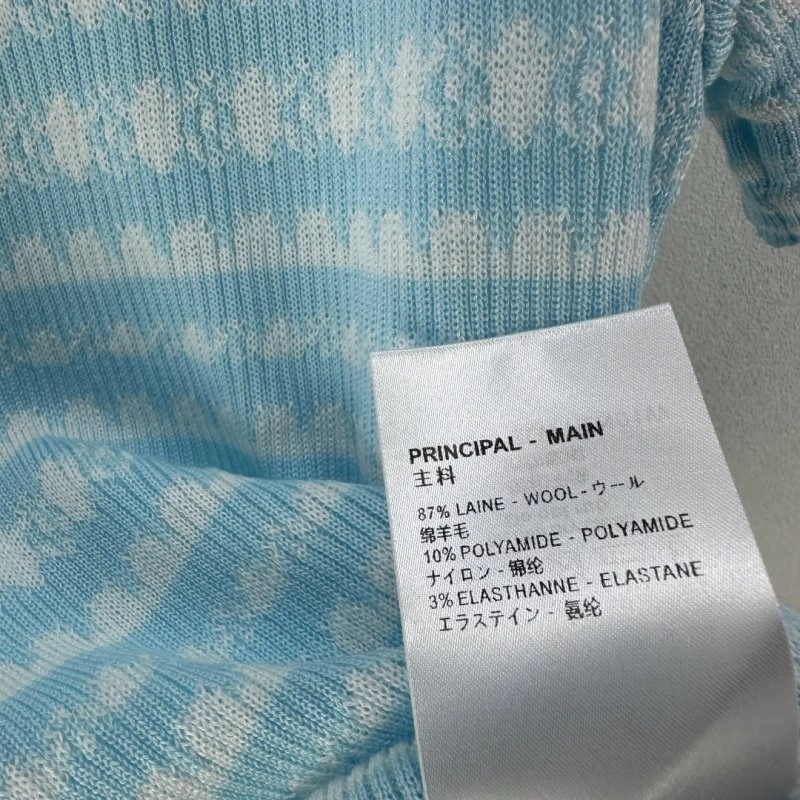 PRINCIPAL - MAIN
主料
87% LAINE - WOOL - ウール
绵羊毛
10% POLYAMIDE - POLYAMIDE
ナイロン - 锦纶
3% ELASTHANNE - ELASTANE
エラステイン - 氨纶